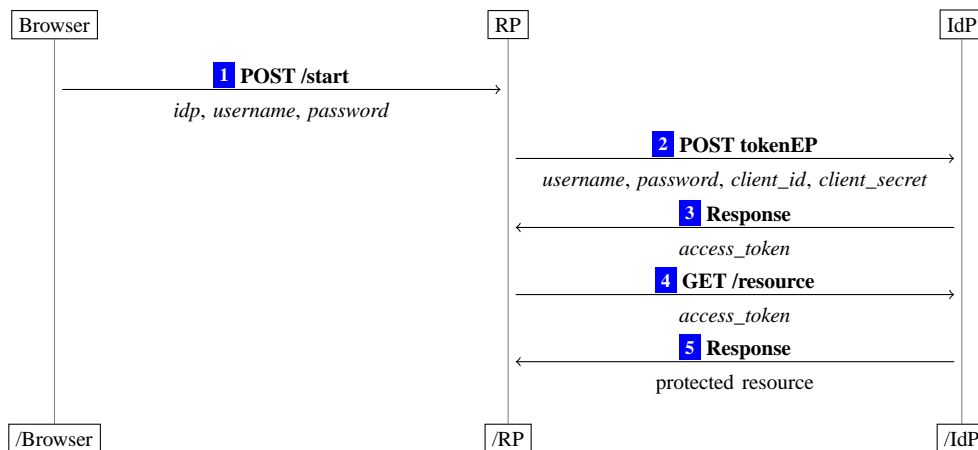 Browser RP IdP
1 POST /start
idp, username, password
2 POST tokenEP
username, password, client_id, client_secret
3 Response
access_token
4 GET /resource
access_token
5 Response
protected resource
/Browser /RP /IdP